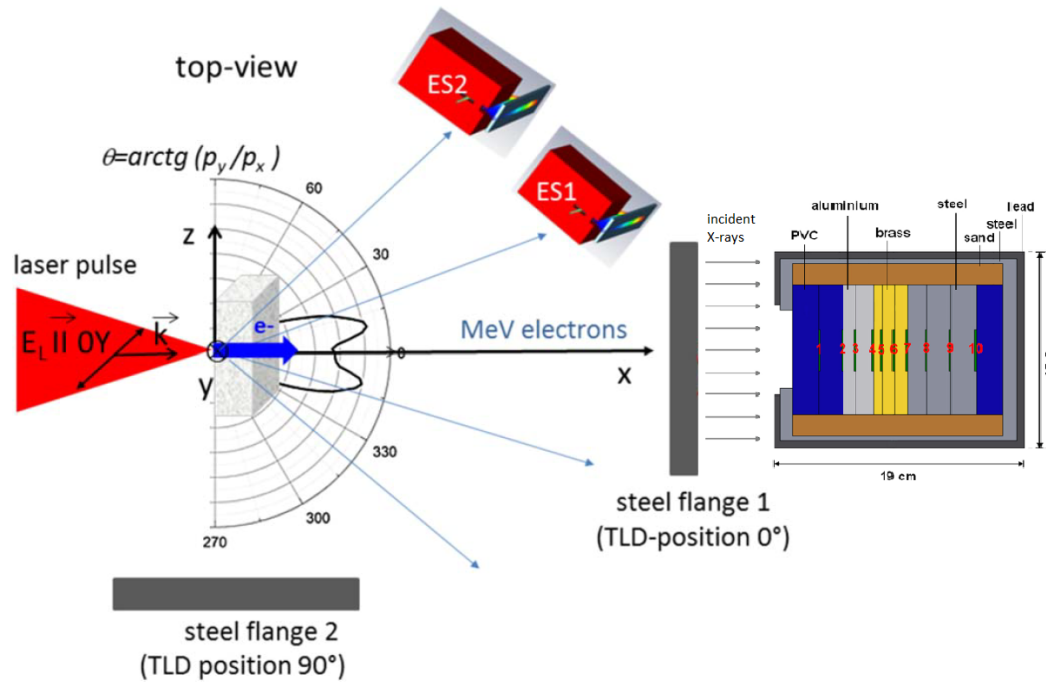 top-view
ES2
ES1
θ=arctg (p_y/p_x )
60
30
0
330
300
270
z
y
x
laser pulse
E_L II 0Y
k
e-
MeV electrons
incident
X-rays
PVC
aluminium
brass
steel
sand
steel
lead
1 2 3 4 5 6 7 8 9 10
19 cm
steel flange 1
(TLD-position 0°)
steel flange 2
(TLD position 90°)